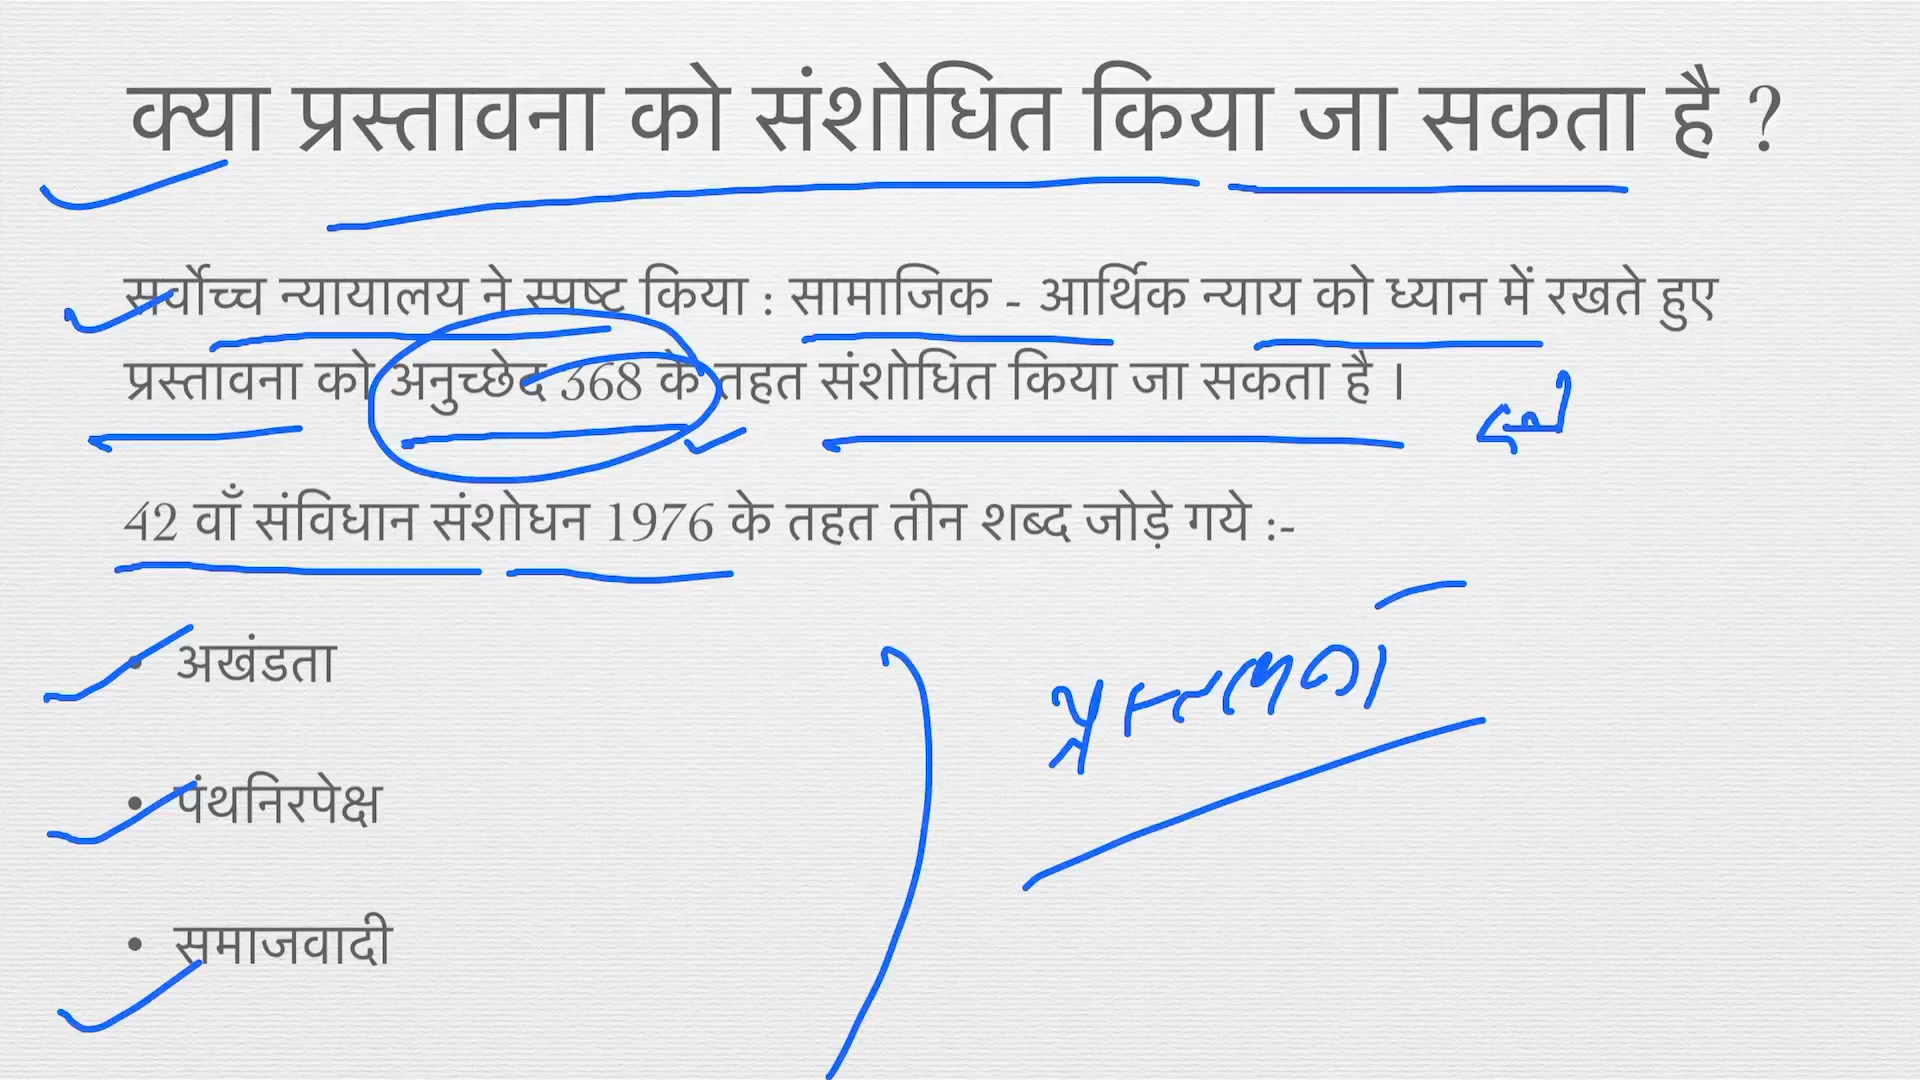 क्या प्रस्तावना को संशोधित किया जा सकता है ?
सर्वोच्च न्यायालय ने स्पष्ट किया : सामाजिक - आर्थिक न्याय को ध्यान में रखते हुए
प्रस्तावना को अनुच्छेद 368 के तहत संशोधित किया जा सकता है ।
42 वाँ संविधान संशोधन 1976 के तहत तीन शब्द जोड़े गये :-
• अखंडता
• पंथनिरपेक्ष
• समाजवादी